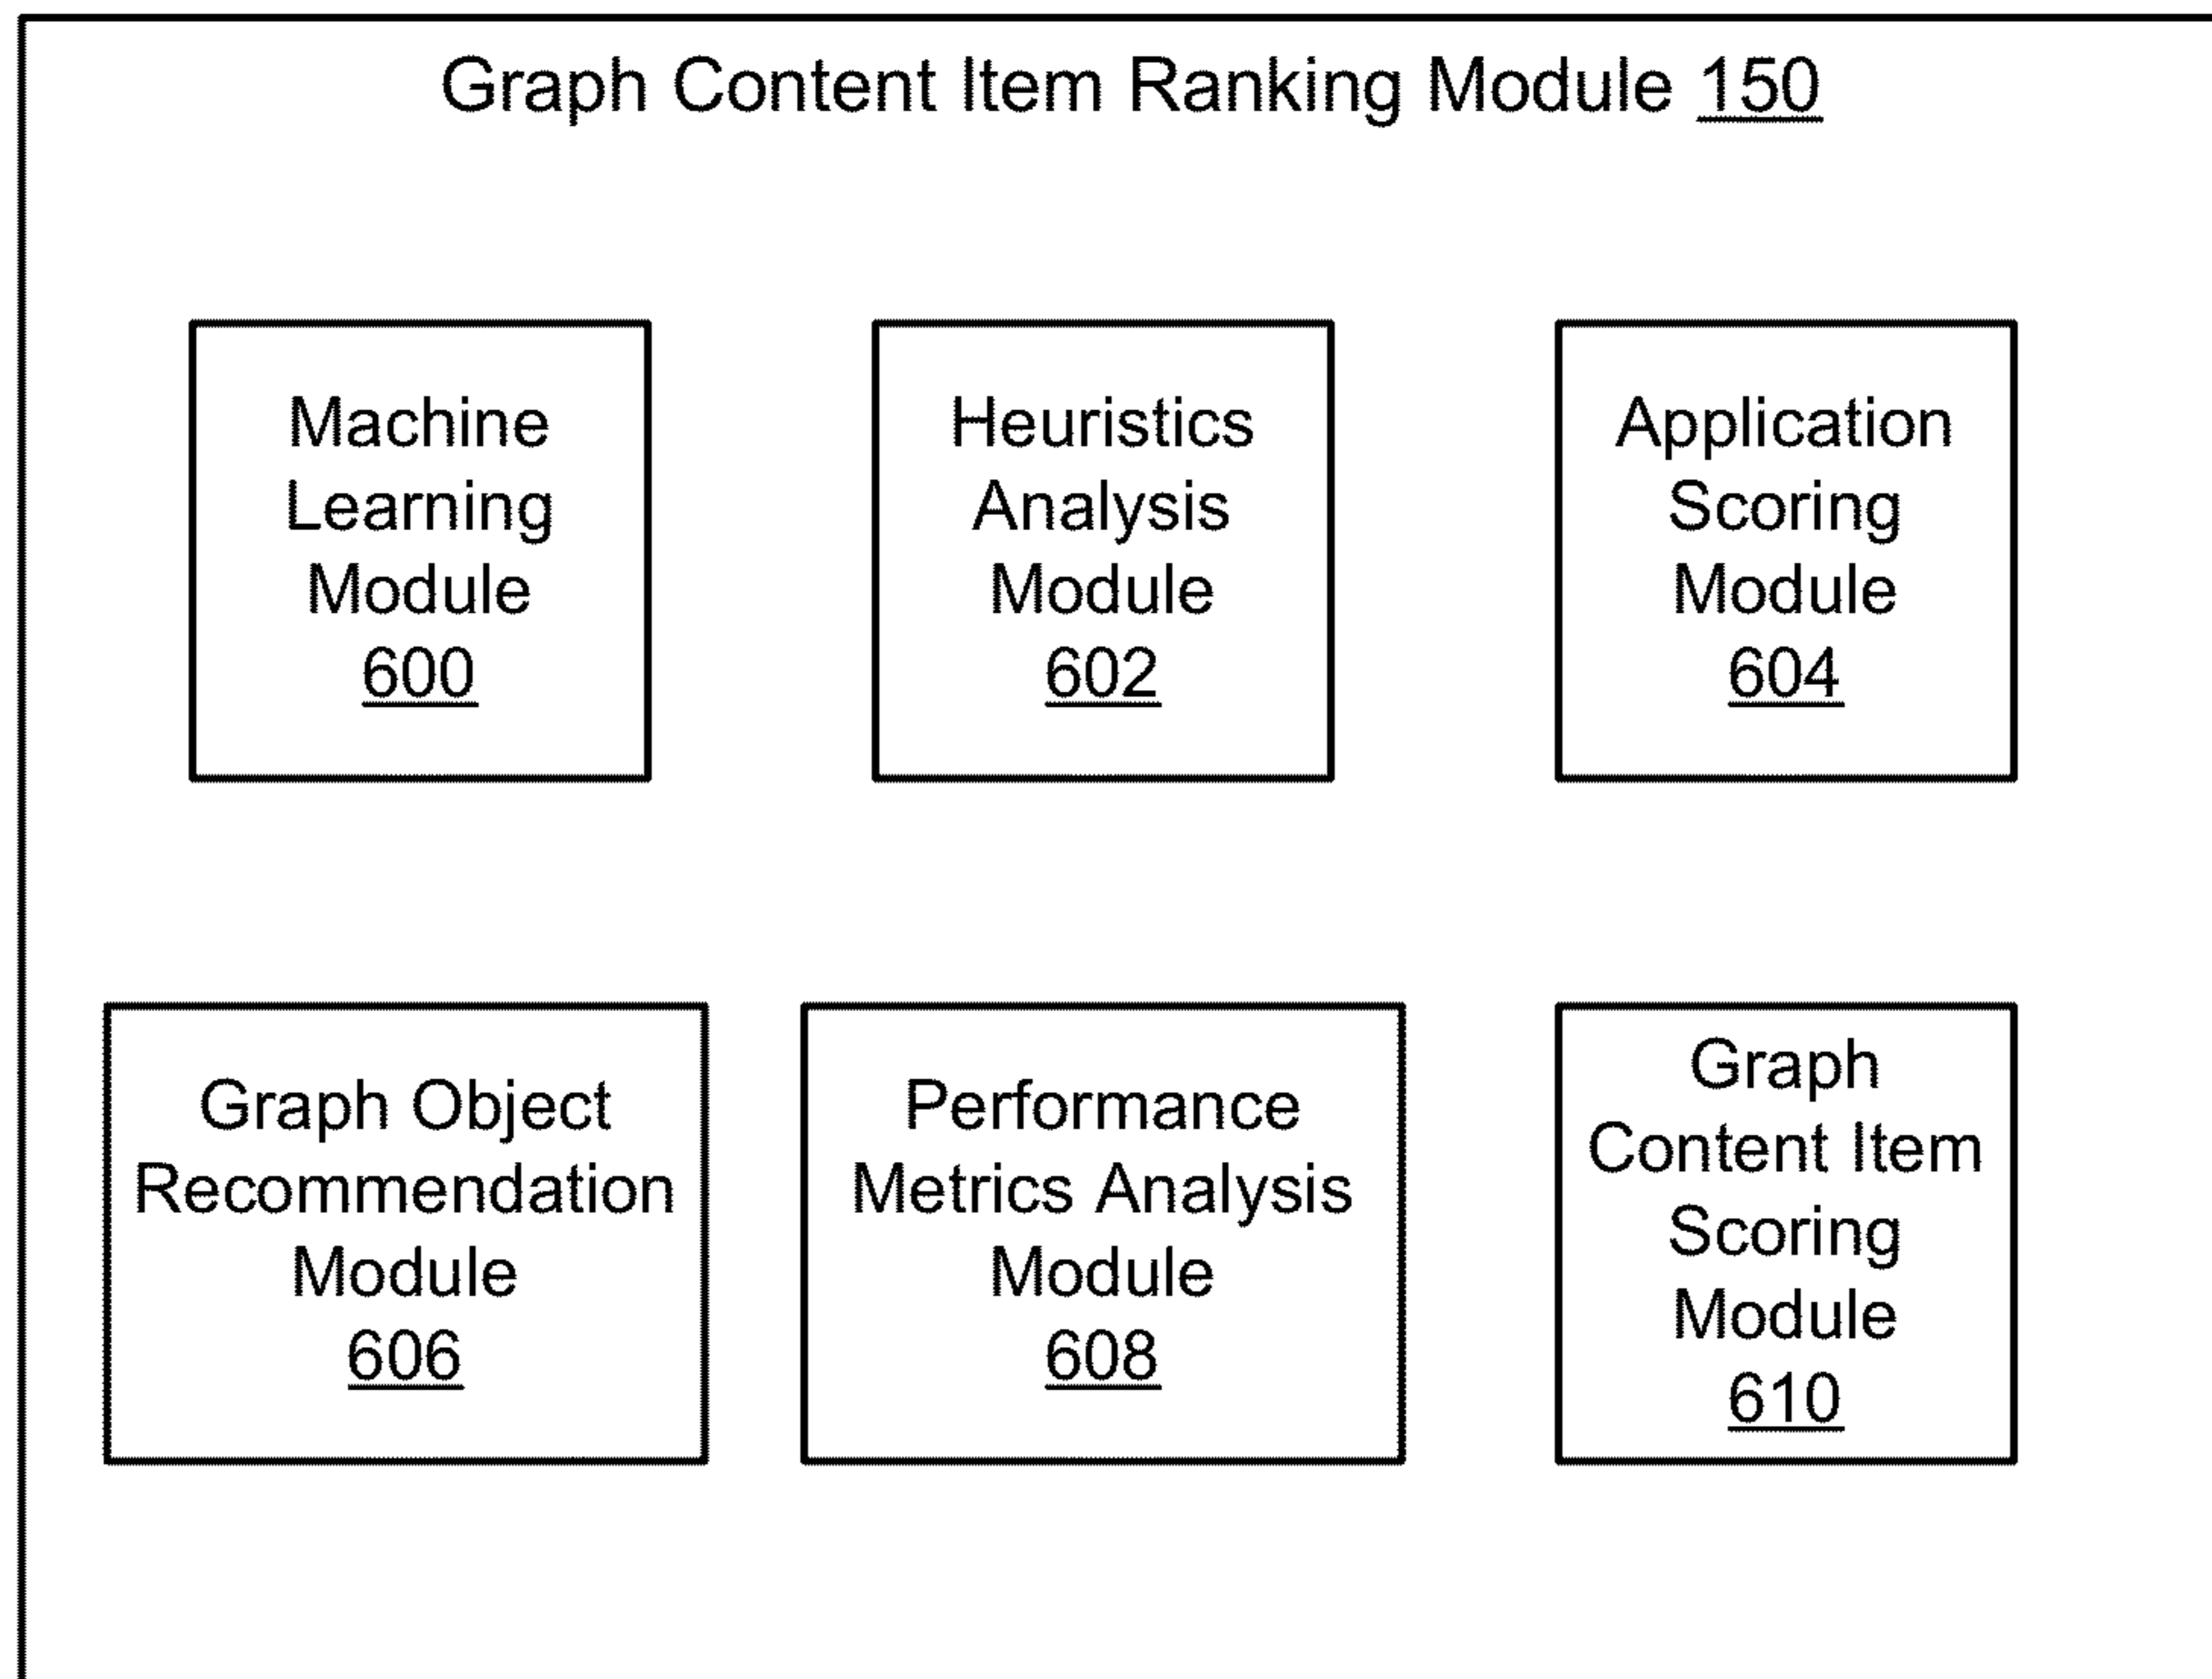 Graph Content Item Ranking Module 150
Machine
Learning
Module
600
Heuristics
Analysis
Module
602
Application
Scoring
Module
604
Graph Object
Recommendation
Module
606
Performance
Metrics Analysis
Module
608
Graph
Content Item
Scoring
Module
610